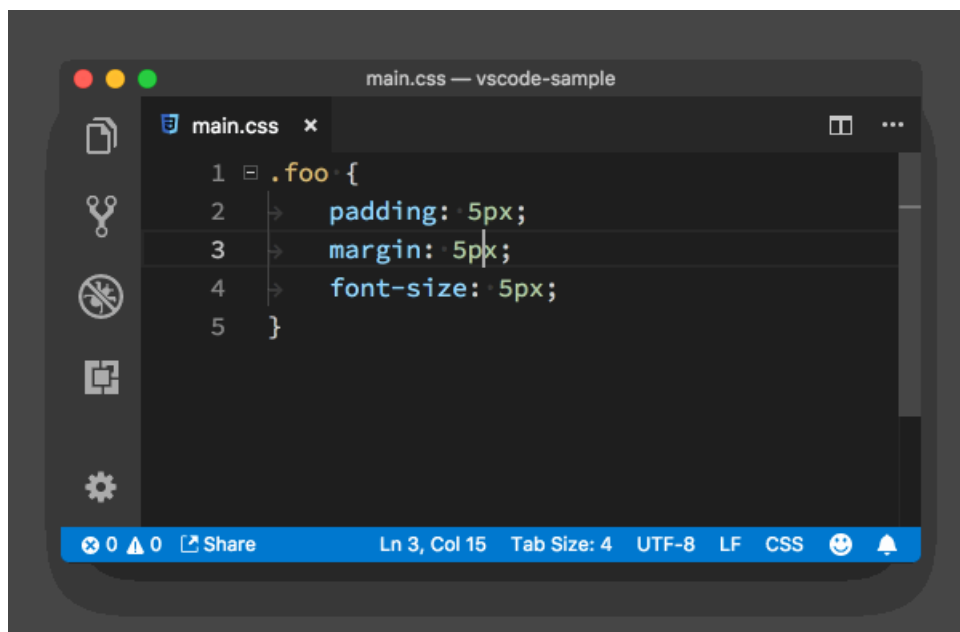 main.css — vscode-sample
main.css ×
1 .foo {
2 padding: 5px;
3 margin: 5px;
4 font-size: 5px;
5 }
0 0 Share Ln 3, Col 15 Tab Size: 4 UTF-8 LF CSS